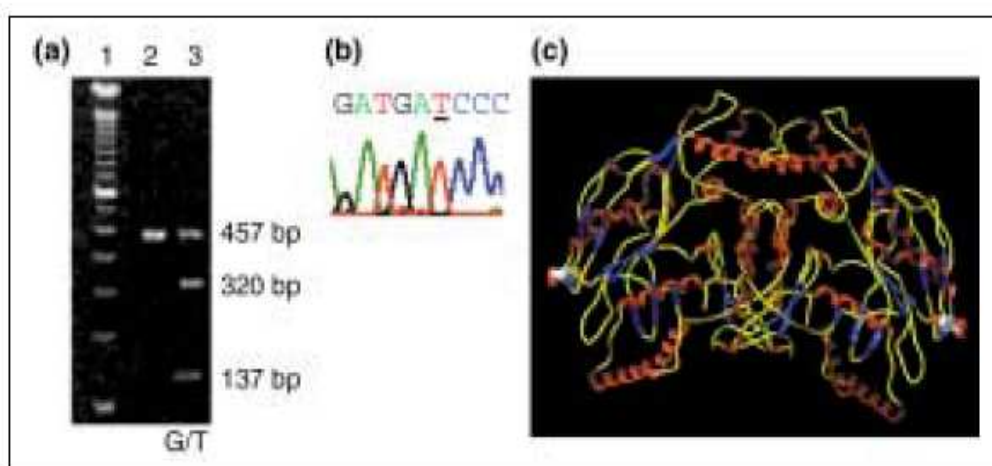 (a) 1 2 3
457 bp
320 bp
137 bp
G/T
(b)
GATGATCCC
(c)